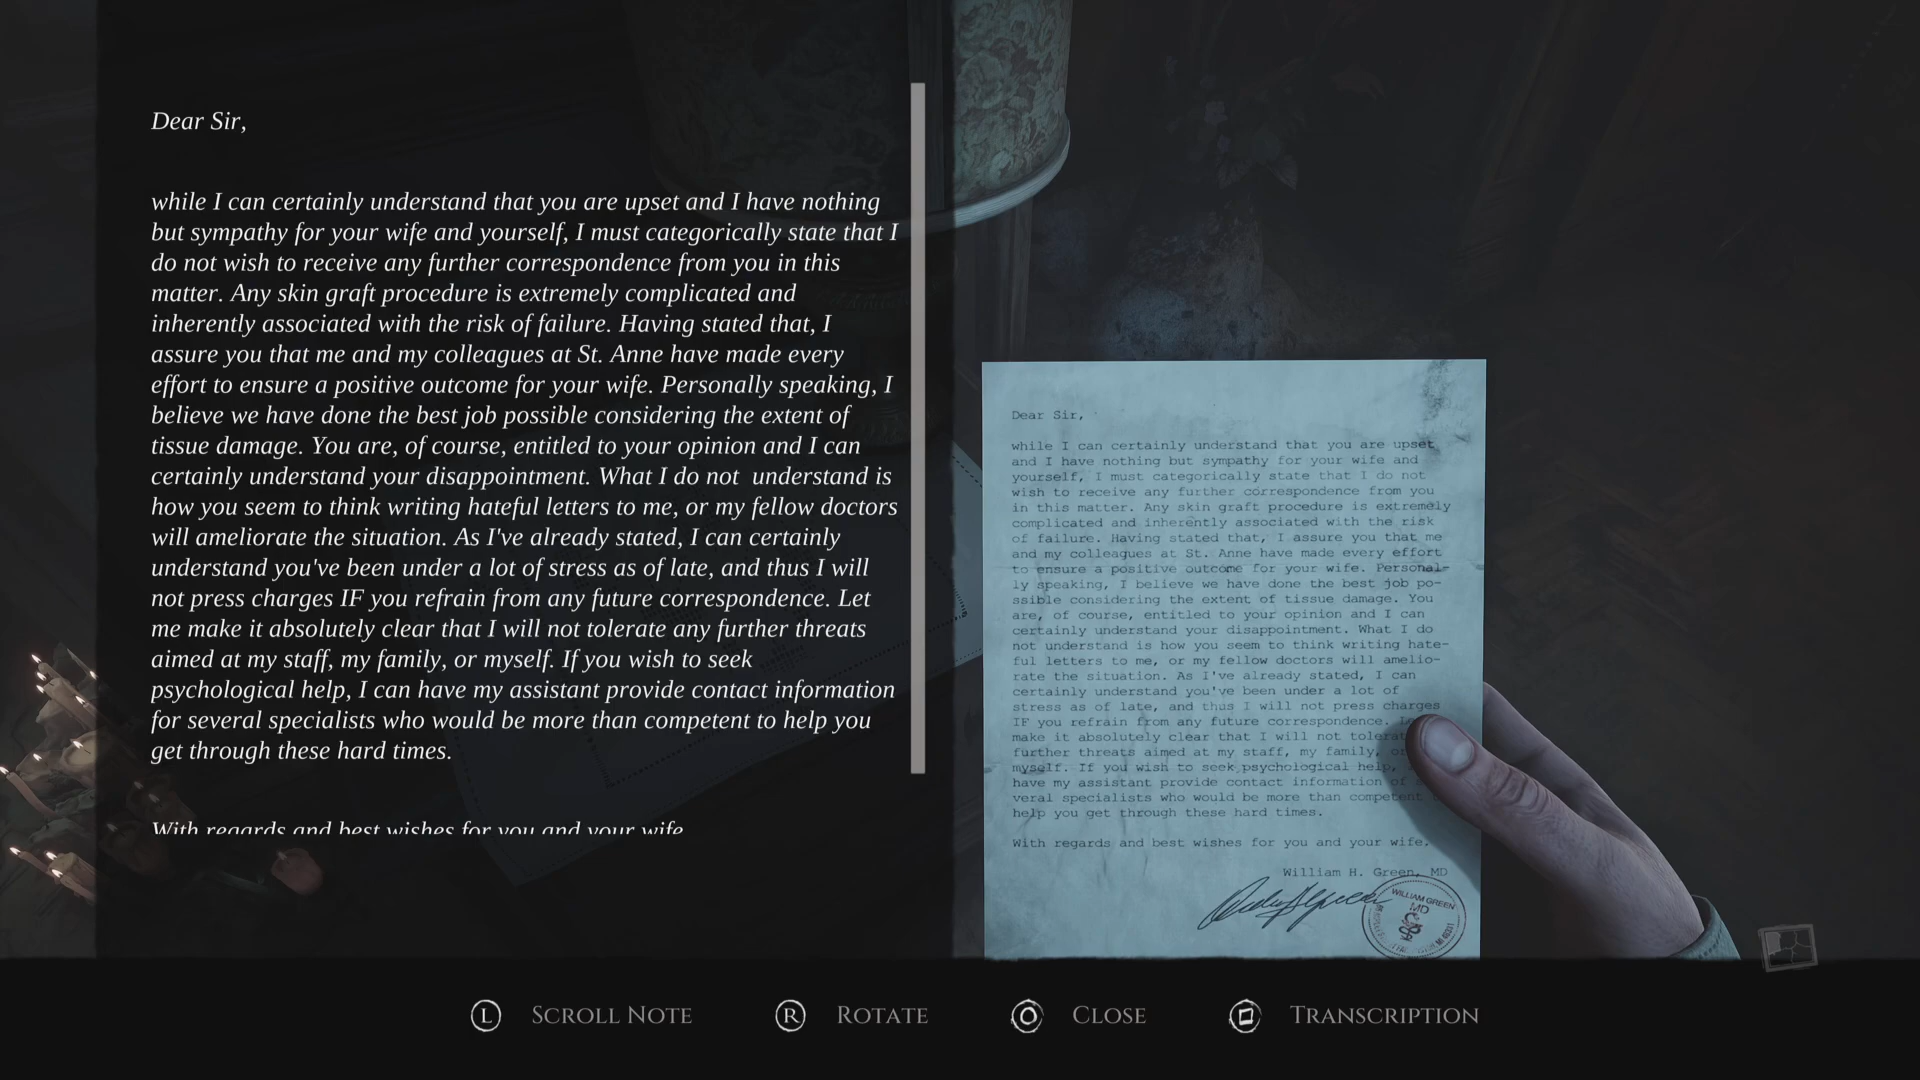 Dear Sir,
while I can certainly understand that you are upset and I have nothing
but sympathy for your wife and yourself, I must categorically state that I
do not wish to receive any further correspondence from you in this
matter. Any skin graft procedure is extremely complicated and
inherently associated with the risk of failure. Having stated that, I
assure you that me and my colleagues at St. Anne have made every
effort to ensure a positive outcome for your wife. Personally speaking, I
believe we have done the best job possible considering the extent of
tissue damage. You are, of course, entitled to your opinion and I can
certainly understand your disappointment. What I do not  understand is
how you seem to think writing hateful letters to me, or my fellow doctors
will ameliorate the situation. As I've already stated, I can certainly
understand you've been under a lot of stress as of late, and thus I will
not press charges IF you refrain from any future correspondence. Let
me make it absolutely clear that I will not tolerate any further threats
aimed at my staff, my family, or myself. If you wish to seek
psychological help, I can have my assistant provide contact information
for several specialists who would be more than competent to help you
get through these hard times.
With regards and best wishes for you and your wife
Dear Sir,
while I can certainly understand that you are upset
and I have nothing but sympathy for your wife and
yourself, I must categorically state that I do not
wish to receive any further correspondence from you
in this matter. Any skin graft procedure is extremely
complicated and inherently associated with the risk
of failure. Having stated that, I assure you that me
and my colleagues at St. Anne have made every effort
to ensure a positive outcome for your wife. Personal-
ly speaking, I believe we have done the best job po-
ssible considering the extent of tissue damage. You
are, of course, entitled to your opinion and I can
certainly understand your disappointment. What I do
not understand is how you seem to think writing hate-
ful letters to me, or my fellow doctors will amelio-
rate the situation. As I've already stated, I can
certainly understand you've been under a lot of
stress as of late, and thus I will not press charges
IF you refrain from any future correspondence.
make it absolutely clear that I will not
further threats aimed at my staff, my family,
myself. If you wish to seek psychological help,
have my assistant provide contact information
veral specialists who would be more than competent
help you get through these hard times.
With regards and best wishes for you and your wife,
William H. Green, MD
WILLIAM GREEN
MD
L SCROLL NOTE
R ROTATE
CLOSE
TRANSCRIPTION